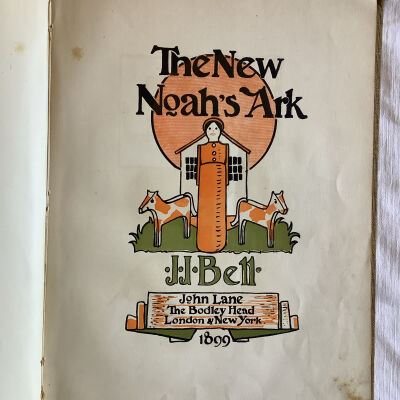 The New
Noah's Ark
·J·J·Bell·
John Lane
The Bodley Head
London & New York
1899